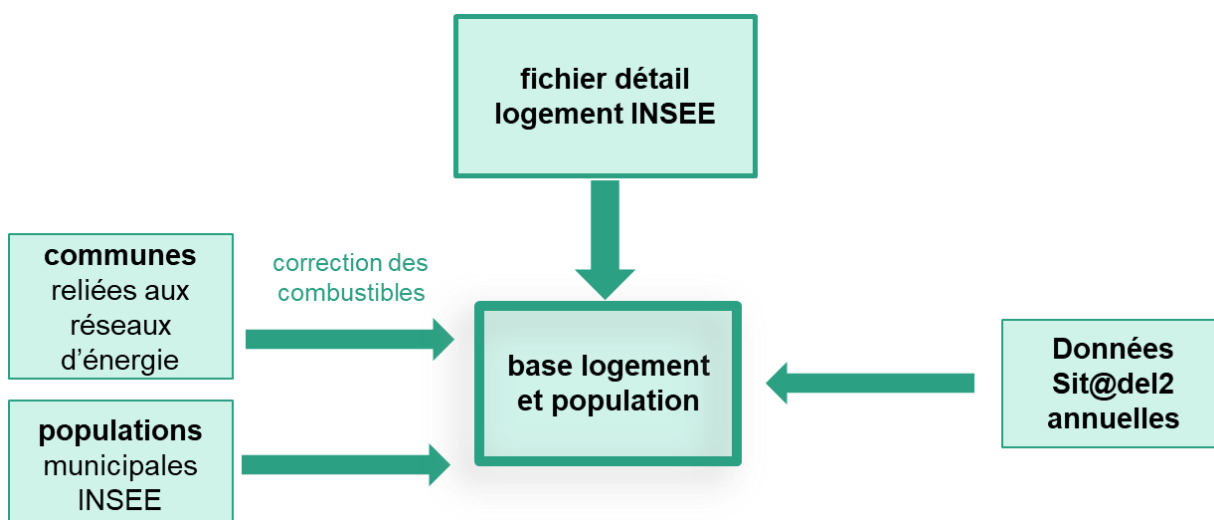 fichier détail
logement INSEE
communes
reliées aux
réseaux
d'énergie
correction des
combustibles
populations
municipales
INSEE
base logement
et population
Données
Sit@del2
annuelles